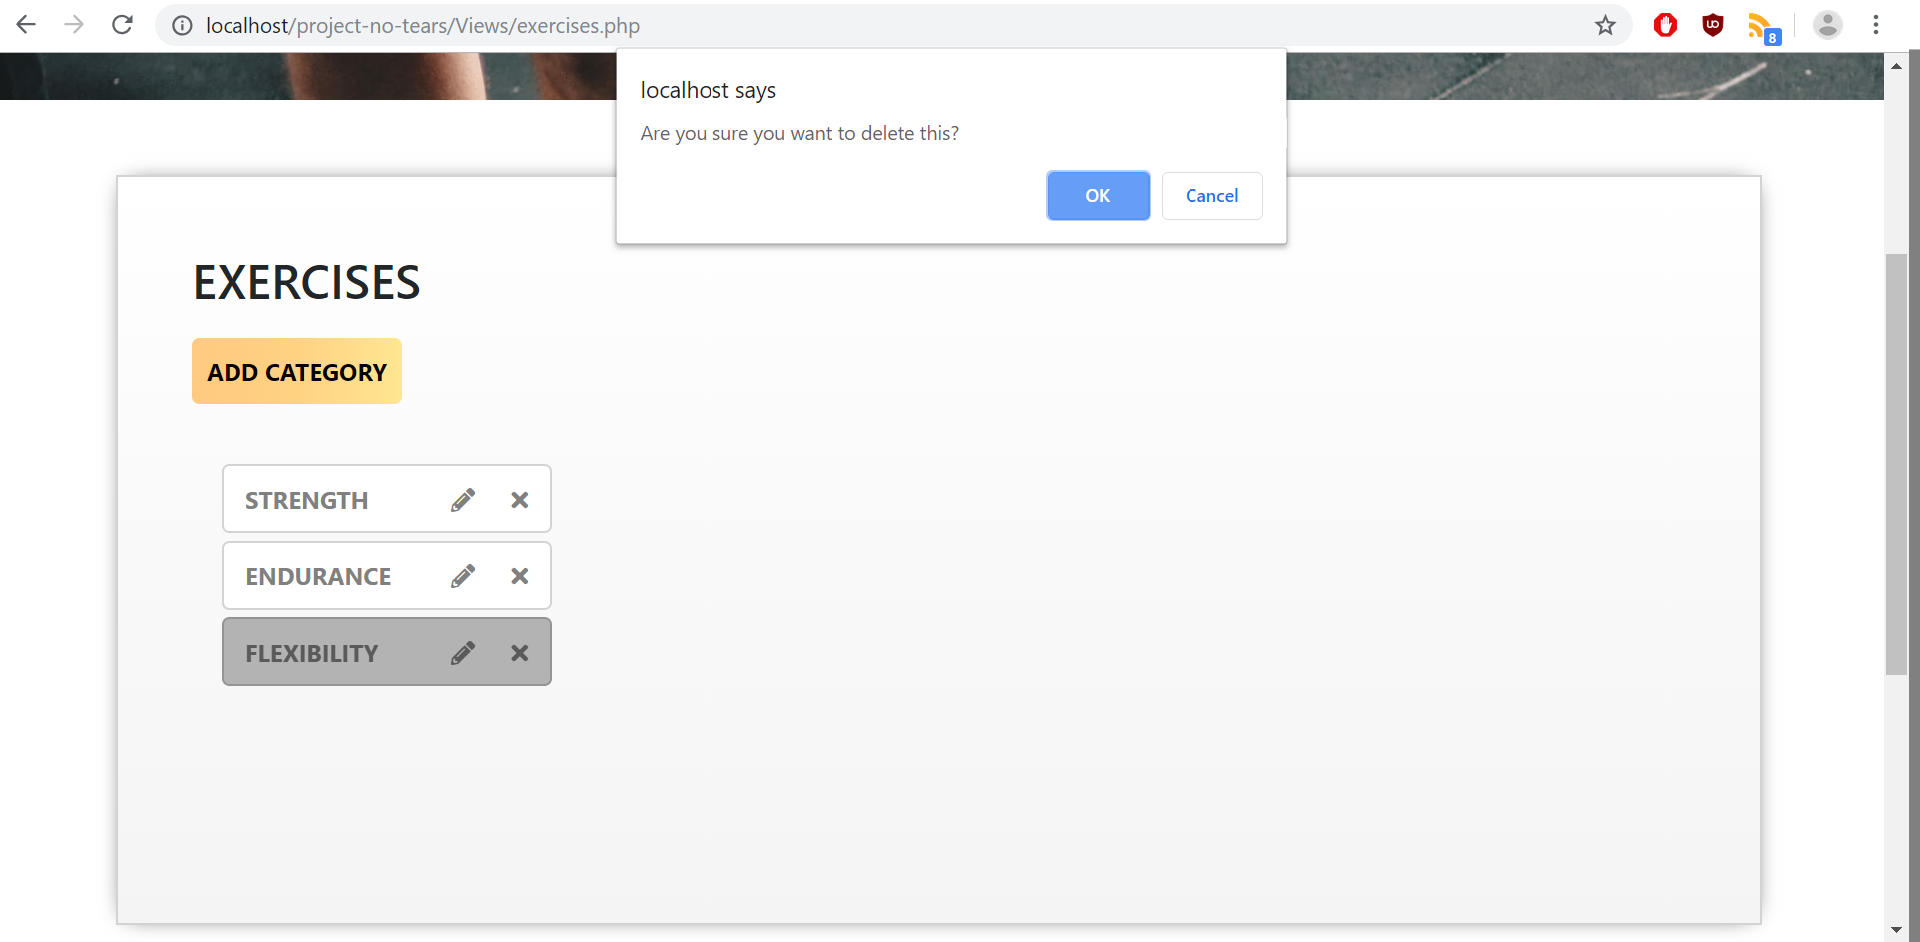 localhost/project-no-tears/Views/exercises.php
8
localhost says
Are you sure you want to delete this?
OK
Cancel
EXERCISES
ADD CATEGORY
STRENGTH
ENDURANCE
FLEXIBILITY